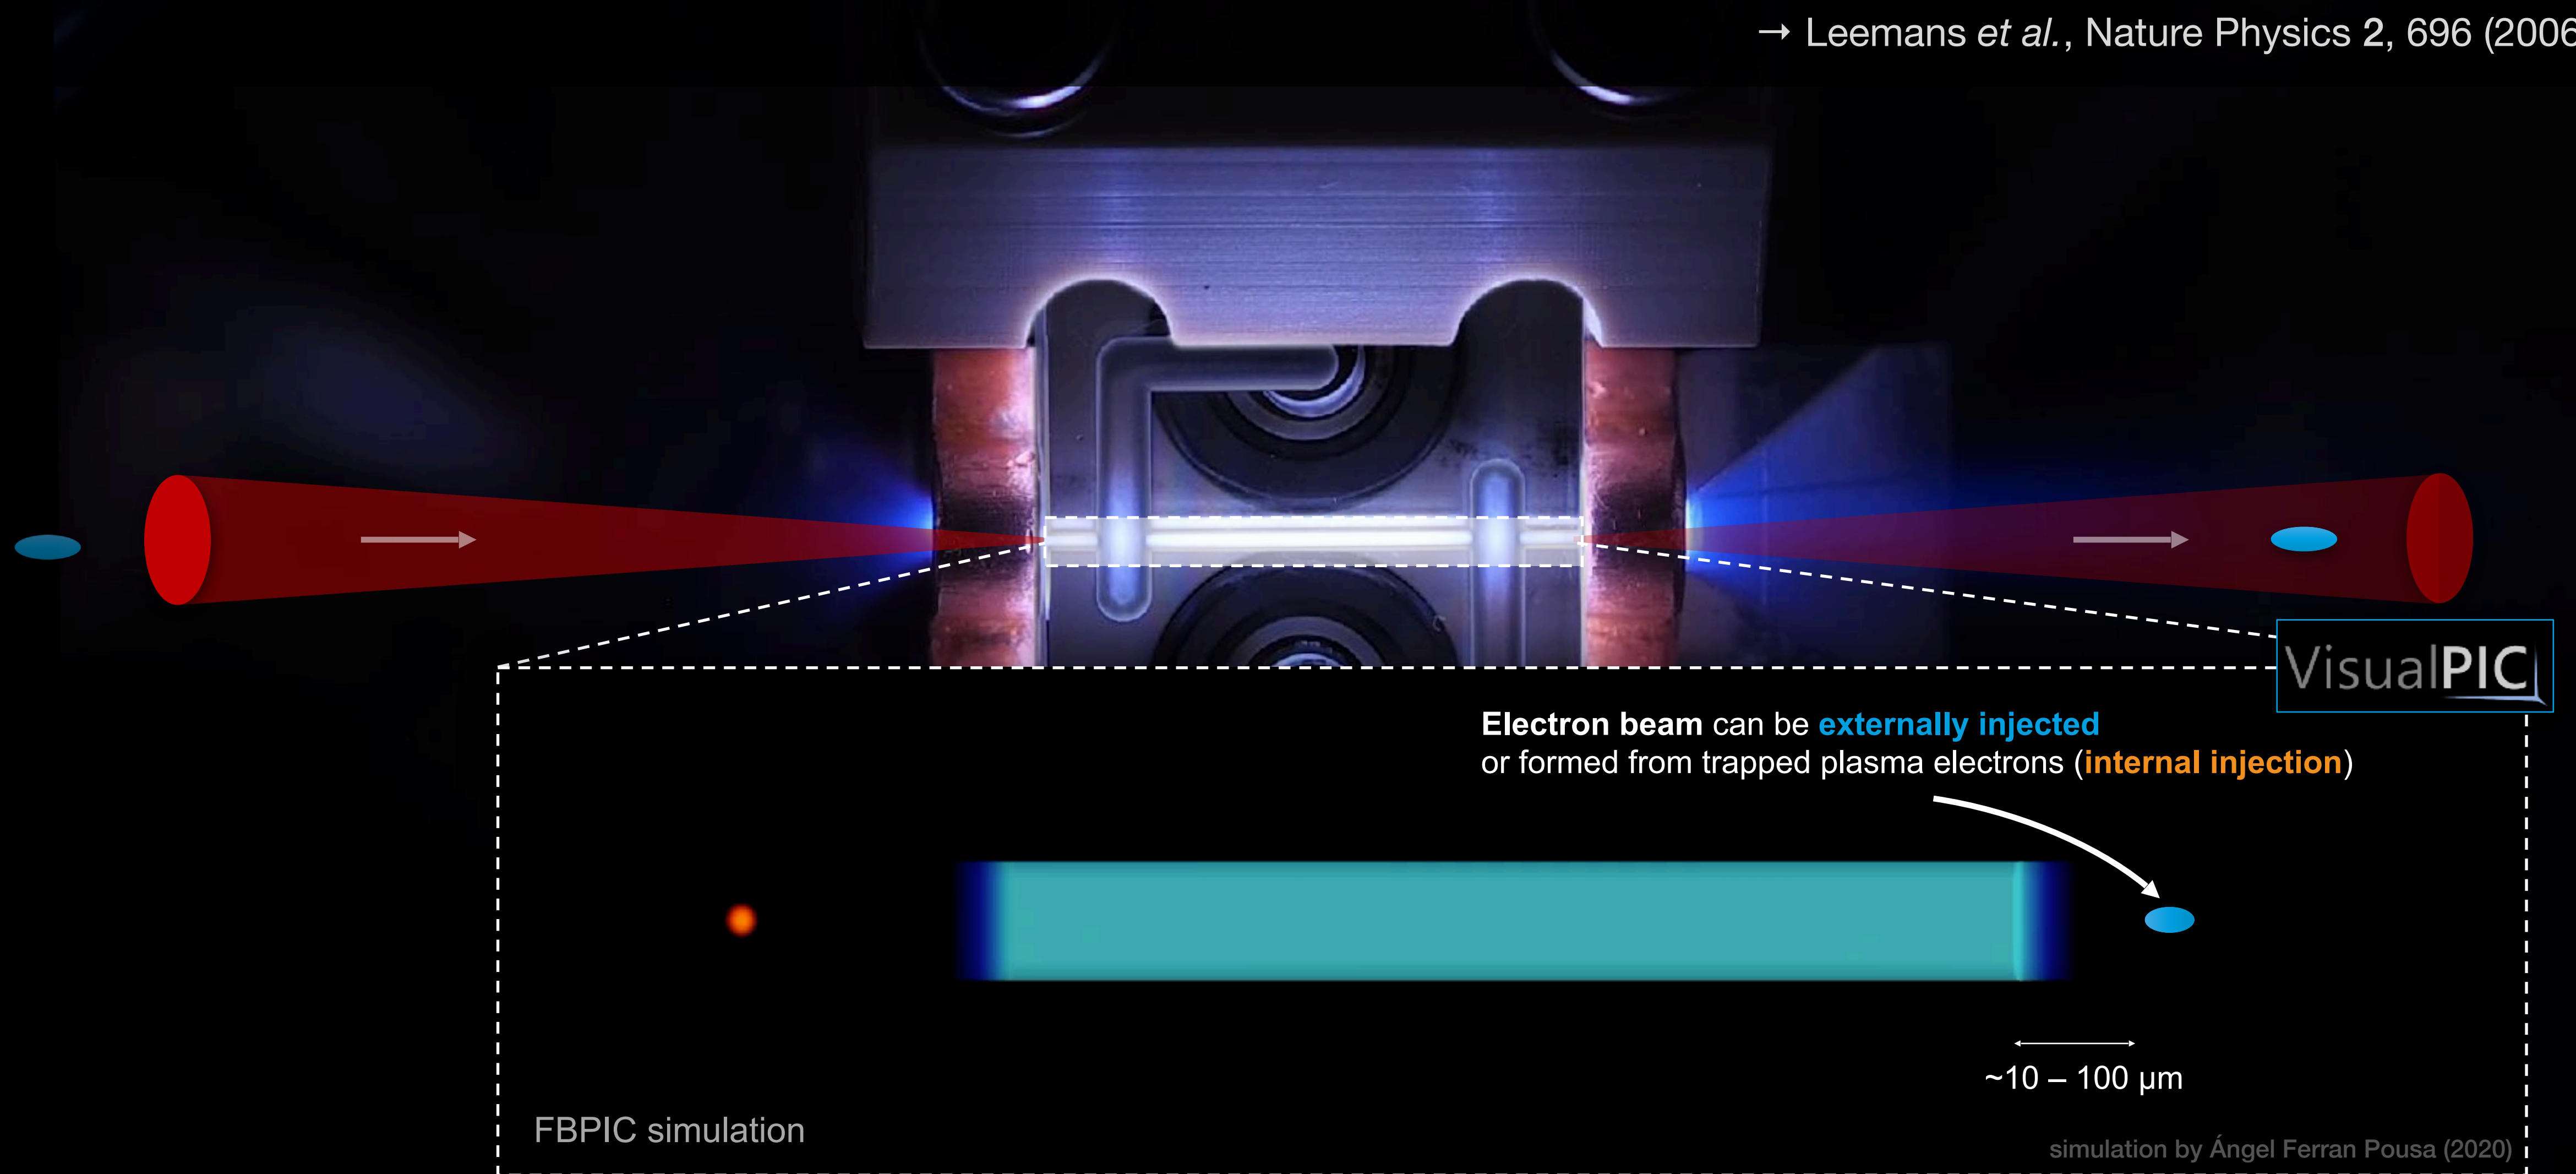 → Leemans et al., Nature Physics 2, 696 (2006
VisualPIC
Electron beam can be externally injected
or formed from trapped plasma electrons (internal injection)
~10 – 100 µm
FBPIC simulation
simulation by Ángel Ferran Pousa (2020)